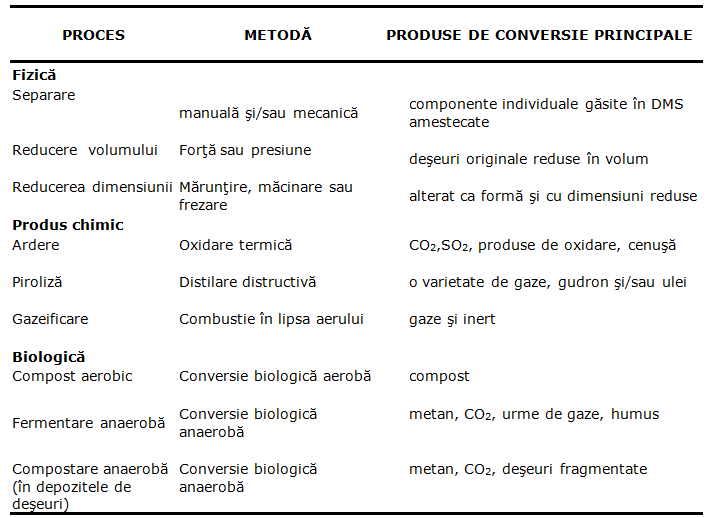 PROCES METODĂ PRODUSE DE CONVERSIE PRINCIPALE
Fizică
Separare
manuală şi/sau mecanică
componente individuale găsite în DMS
amestecate
Reducere volumului Forţă sau presiune
deşeuri originale reduse în volum
Reducerea dimensiunii Mărunţire, măcinare sau
frezare
alterat ca formă şi cu dimensiuni reduse
Produs chimic
Ardere Oxidare termică CO₂,SO₂, produse de oxidare, cenuşă
Piroliză Distilare distructivă o varietate de gaze, gudron şi/sau ulei
Gazeificare Combustie în lipsa aerului gaze şi inert
Biologică
Compost aerobic Conversie biologică aerobă compost
Fermentare anaerobă
Conversie biologică
anaerobă
metan, CO₂, urme de gaze, humus
Compostare anaerobă
(în depozitele de
deşeuri)
Conversie biologică
anaerobă
metan, CO₂, deşeuri fragmentate